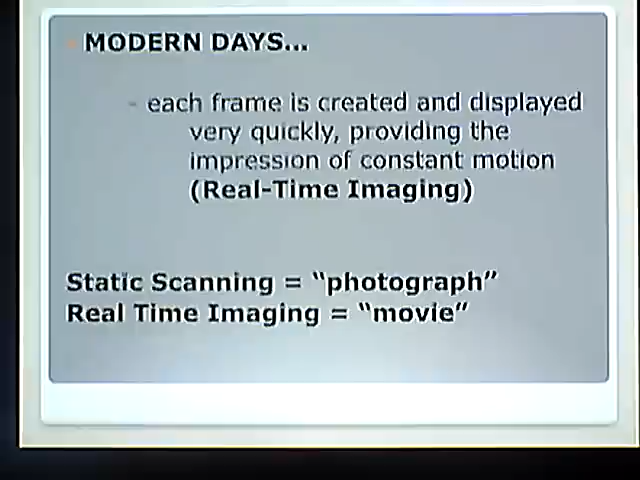 MODERN DAYS...
- each frame is created and displayed
very quickly, providing the
impression of constant motion
(Real-Time Imaging)
Static Scanning = “photograph”
Real Time Imaging = “movie”